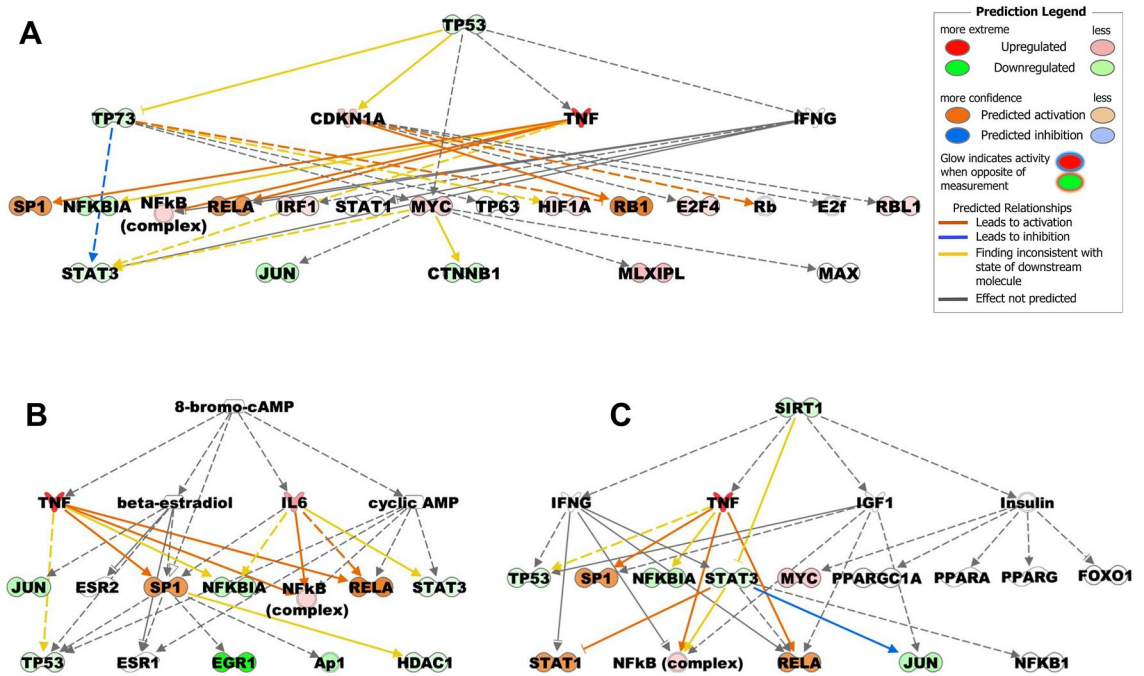 A
TP53
TP73 CDKN1A TNF IFNG
SP1 NFKBIA NFkB (complex) RELA IRF1 STAT1 MYC TP63 HIF1A RB1 E2F4 Rb E2f RBL1
STAT3 JUN CTNNB1 MLXIPL MAX
Prediction Legend
more extreme less
Upregulated
Downregulated
more confidence less
Predicted activation
Predicted inhibition
Glow indicates activity
when opposite of
measurement
Predicted Relationships
Leads to activation
Leads to inhibition
Finding inconsistent with
state of downstream
molecule
Effect not predicted
B
8-bromo-cAMP
TNF beta-estradiol IL6 cyclic AMP
JUN ESR2 SP1 NFKBIA NFkB (complex) RELA STAT3
TP53 ESR1 EGR1 Ap1 HDAC1
C
SIRT1
IFNG TNF IGF1 Insulin
TP53 SP1 NFKBIA STAT3 MYC PPARGC1A PPARA PPARG FOXO1
STAT1 NFkB (complex) RELA JUN NFKB1